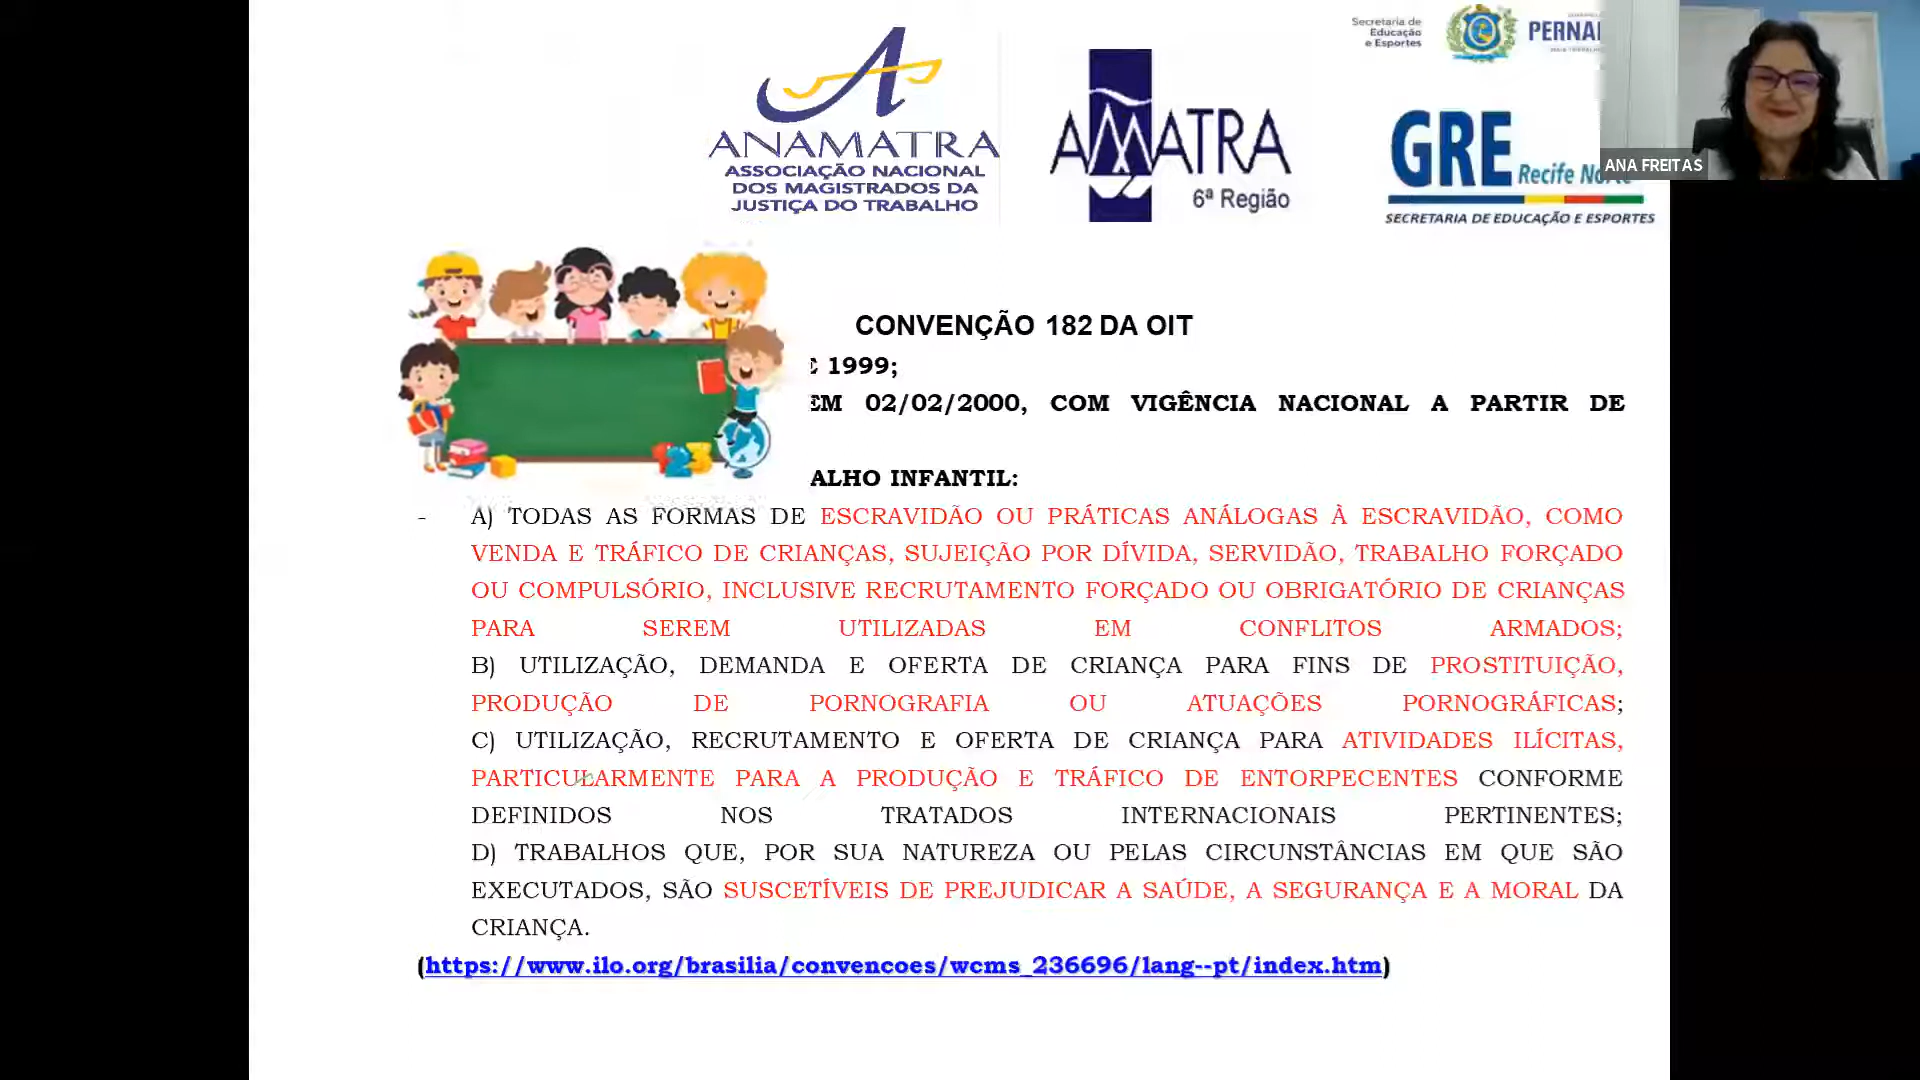 Secretaria de
Educação
e Esportes
ANAMATRA
ASSOCIAÇÃO NACIONAL
DOS MAGISTRADOS DA
JUSTIÇA DO TRABALHO
AMATRA
6ª Região
GRE Recife
SECRETARIA DE EDUCAÇÃO E ESPORTES
ANA FREITAS
CONVENÇÃO 182 DA OIT
1999;
EM 02/02/2000, COM VIGÊNCIA NACIONAL A PARTIR DE
ALHO INFANTIL:
- A) TODAS AS FORMAS DE ESCRAVIDÃO OU PRÁTICAS ANÁLOGAS À ESCRAVIDÃO, COMO
VENDA E TRÁFICO DE CRIANÇAS, SUJEIÇÃO POR DÍVIDA, SERVIDÃO, TRABALHO FORÇADO
OU COMPULSÓRIO, INCLUSIVE RECRUTAMENTO FORÇADO OU OBRIGATÓRIO DE CRIANÇAS
PARA SEREM UTILIZADAS EM CONFLITOS ARMADOS;
B) UTILIZAÇÃO, DEMANDA E OFERTA DE CRIANÇA PARA FINS DE PROSTITUIÇÃO,
PRODUÇÃO DE PORNOGRAFIA OU ATUAÇÕES PORNOGRÁFICAS;
C) UTILIZAÇÃO, RECRUTAMENTO E OFERTA DE CRIANÇA PARA ATIVIDADES ILÍCITAS,
PARTICULARMENTE PARA A PRODUÇÃO E TRÁFICO DE ENTORPECENTES CONFORME
DEFINIDOS NOS TRATADOS INTERNACIONAIS PERTINENTES;
D) TRABALHOS QUE, POR SUA NATUREZA OU PELAS CIRCUNSTÂNCIAS EM QUE SÃO
EXECUTADOS, SÃO SUSCETÍVEIS DE PREJUDICAR A SAÚDE, A SEGURANÇA E A MORAL DA
CRIANÇA.
(https://www.ilo.org/brasilia/convencoes/wcms_236696/lang--pt/index.htm)